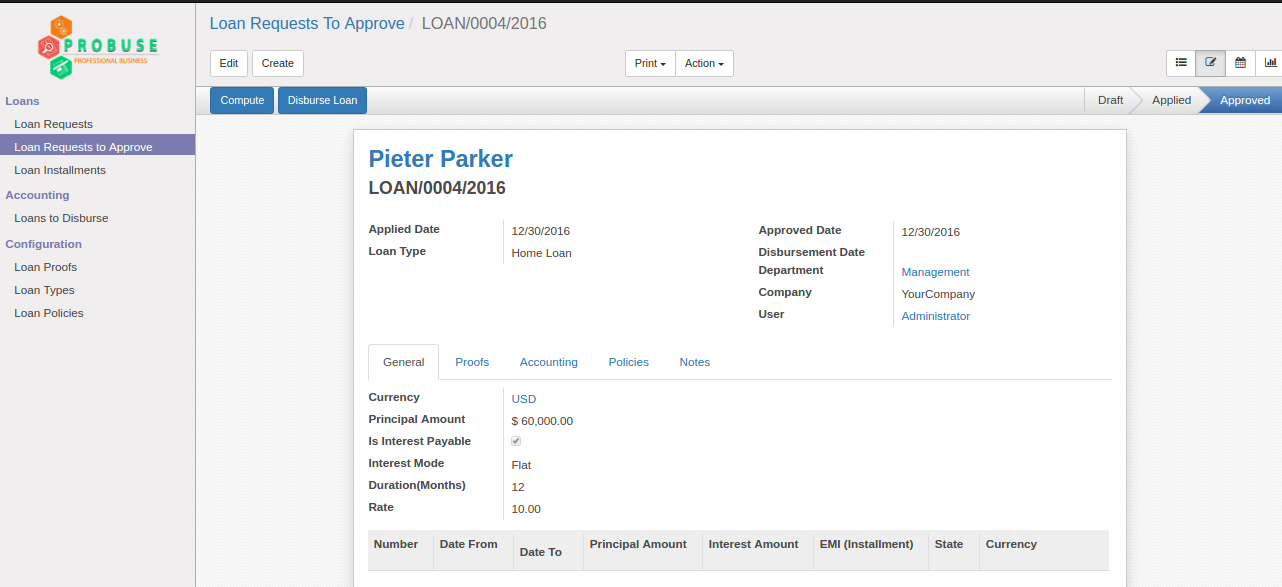 PROBUSE
PROFESSIONAL BUSINESS
Loans
Loan Requests
Loan Requests to Approve
Loan Installments
Accounting
Loans to Disburse
Configuration
Loan Proofs
Loan Types
Loan Policies
Loan Requests To Approve / LOAN/0004/2016
Edit Create Print Action
Compute Disburse Loan Draft Applied Approved
Pieter Parker
LOAN/0004/2016
Applied Date 12/30/2016
Loan Type Home Loan
Approved Date 12/30/2016
Disbursement Date
Department Management
Company YourCompany
User Administrator
General Proofs Accounting Policies Notes
Currency USD
Principal Amount $ 60,000.00
Is Interest Payable
Interest Mode Flat
Duration(Months) 12
Rate 10.00
Number Date From Date To Principal Amount Interest Amount EMI (Installment) State Currency